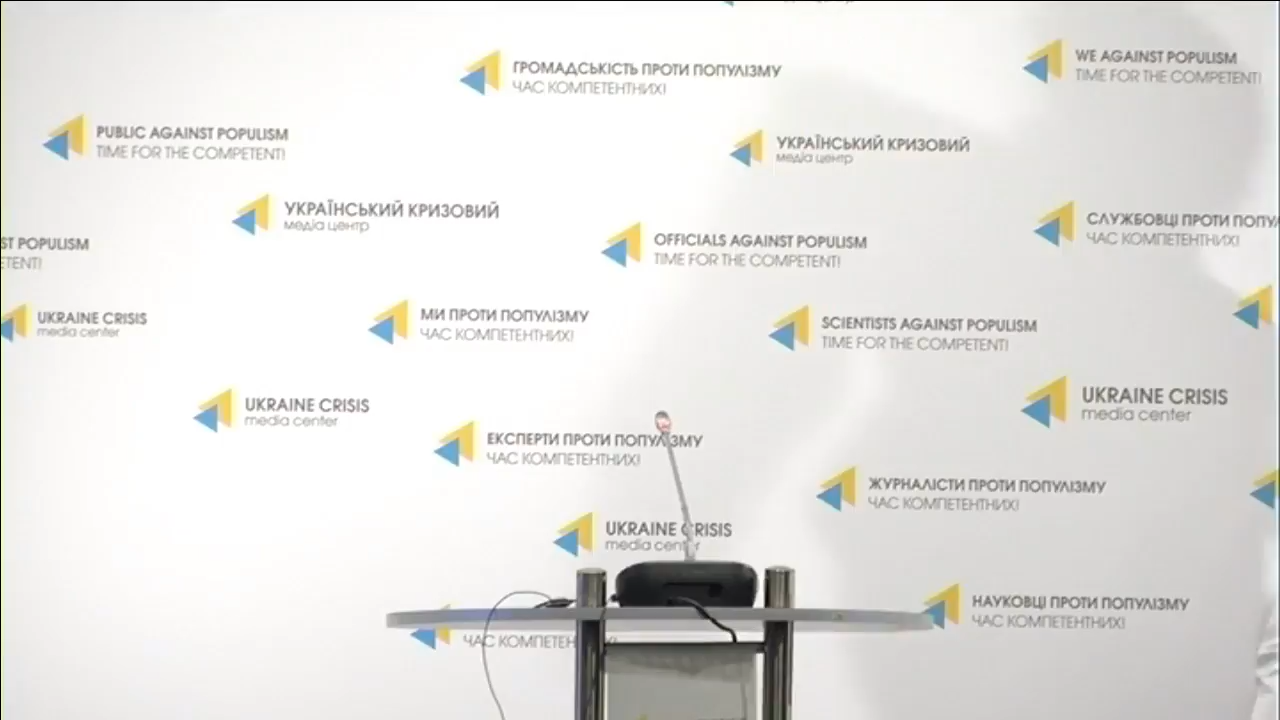 ГРОМАДСЬКІСТЬ ПРОТИ ПОПУЛІЗМУ
ЧАС КОМПЕТЕНТНИХ!
WE AGAINST POPULISM
TIME FOR THE COMPETENT!
PUBLIC AGAINST POPULISM
TIME FOR THE COMPETENT!
УКРАЇНСЬКИЙ КРИЗОВИЙ
медіа центр
УКРАЇНСЬКИЙ КРИЗОВИЙ
медіа центр
СЛУЖБОВЦІ ПРОТИ
ЧАС КОМПЕТЕНТНИХ!
POPULISM
OFFICIALS AGAINST POPULISM
TIME FOR THE COMPETENT!
UKRAINE CRISIS
media center
МИ ПРОТИ ПОПУЛІЗМУ
ЧАС КОМПЕТЕНТНИХ!
SCIENTISTS AGAINST POPULISM
TIME FOR THE COMPETENT!
UKRAINE CRISIS
media center
UKRAINE CRISIS
media center
ЕКСПЕРТИ ПРОТИ ПОПУЛІЗМУ
ЧАС КОМПЕТЕНТНИХ!
ЖУРНАЛІСТИ ПРОТИ ПОПУЛІЗМУ
ЧАС КОМПЕТЕНТНИХ!
UKRAINE CRISIS
media center
НАУКОВЦІ ПРОТИ ПОПУЛІЗМУ
ЧАС КОМПЕТЕНТНИХ!
ЧАС КОМПЕТЕНТНИХ!